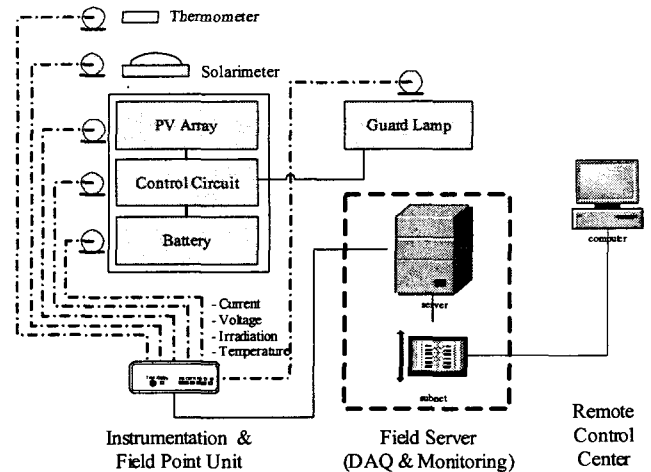 Thermometer
Solarimeter
PV Array
Guard Lamp
Control Circuit
Battery
computer
server
- Current
- Voltage
- Irradiation
- Temperature
subnet
Instrumentation &
Field Point Unit
Field Server
(DAQ & Monitoring)
Remote
Control
Center